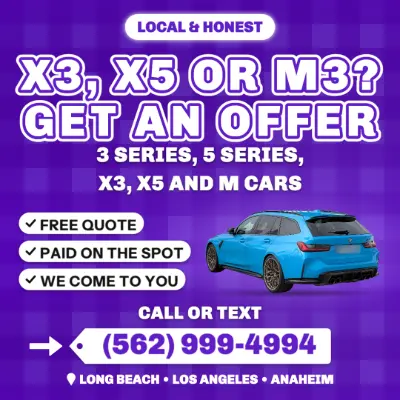 LOCAL & HONEST
X3, X5 OR M3?
GET AN OFFER
3 SERIES, 5 SERIES,
X3, X5 AND M CARS
FREE QUOTE
PAID ON THE SPOT
WE COME TO YOU
CALL OR TEXT
(562) 999-4994
LONG BEACH • LOS ANGELES • ANAHEIM